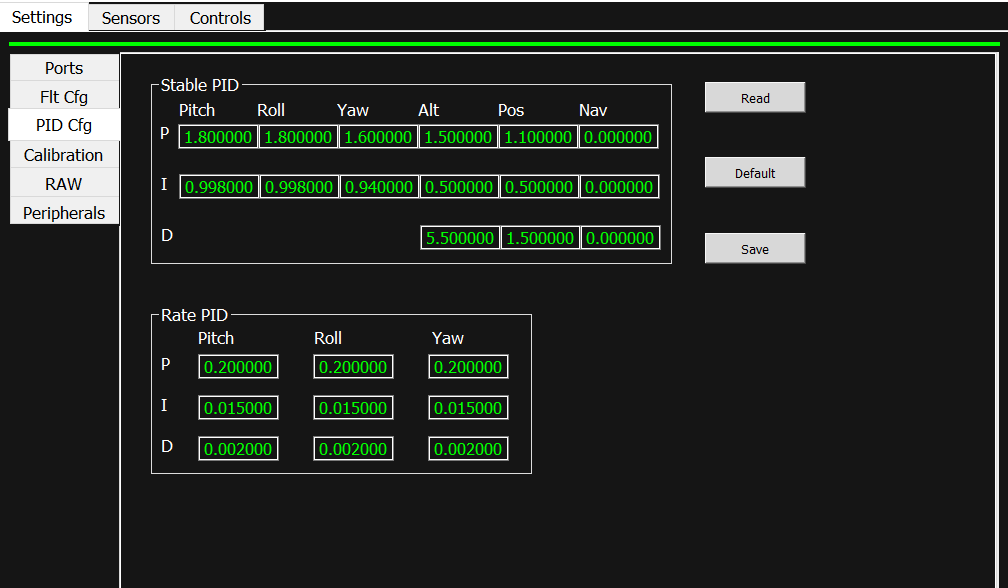 Settings Sensors Controls
Ports
Flt Cfg
PID Cfg
Calibration
RAW
Peripherals
Stable PID
Pitch Roll Yaw Alt Pos Nav
P 1.800000 1.800000 1.600000 1.500000 1.100000 0.000000
I 0.998000 0.998000 0.940000 0.500000 0.500000 0.000000
D 5.500000 1.500000 0.000000
Read
Default
Save
Rate PID
Pitch Roll Yaw
P 0.200000 0.200000 0.200000
I 0.015000 0.015000 0.015000
D 0.002000 0.002000 0.002000